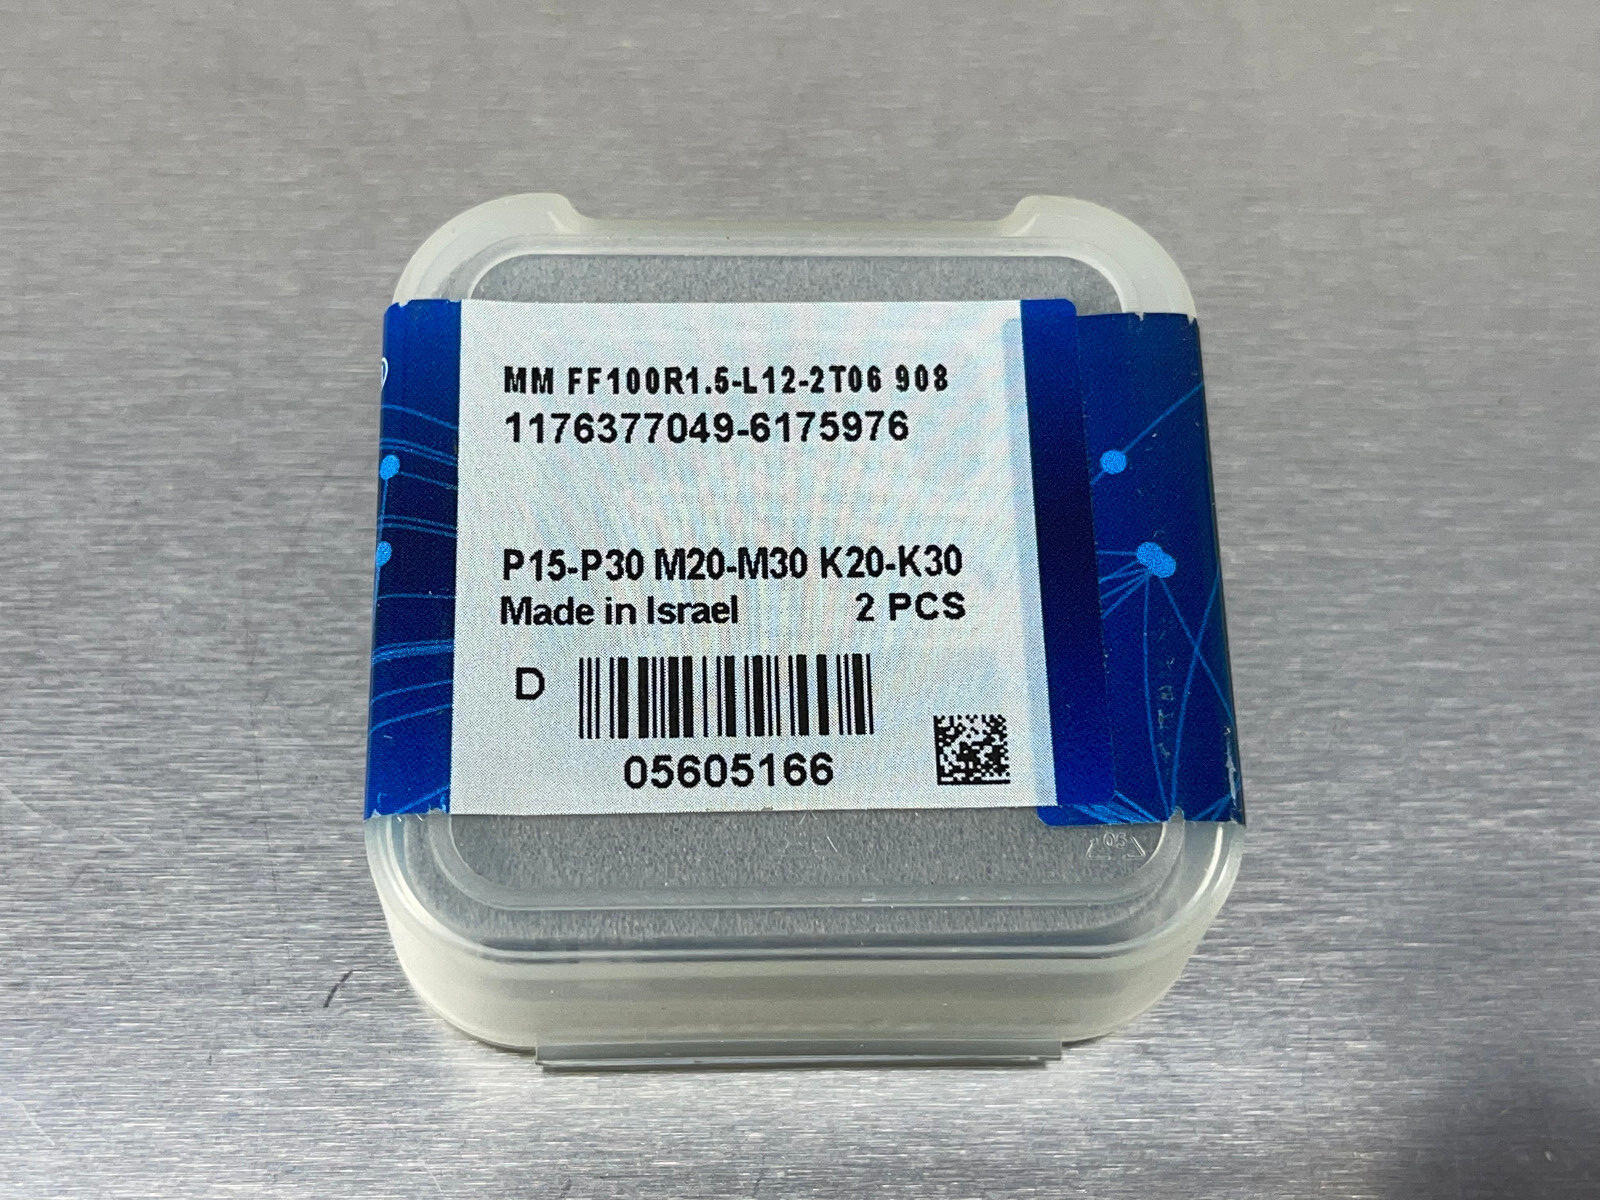 MM FF100R1.5-L12-2T06 908
1176377049-6175976
P15-P30 M20-M30 K20-K30
Made in Israel 2 PCS
D
05605166